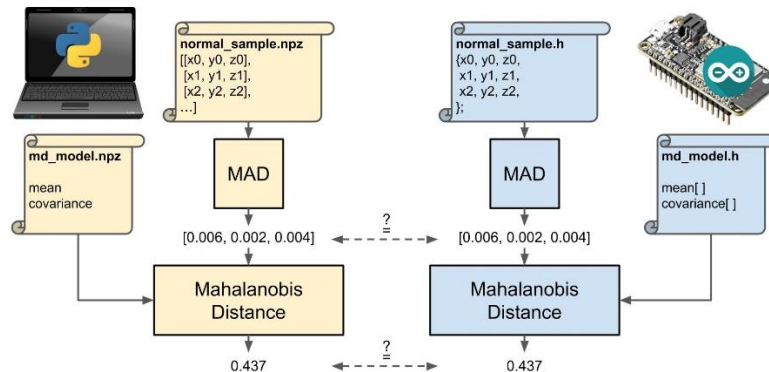 normal_sample.npz
[[x0, y0, z0],
[x1, y1, z1],
[x2, y2, z2],
...]
normal_sample.h
{x0, y0, z0,
x1, y1, z1,
x2, y2, z2,
};
md_model.npz
mean
covariance
MAD
MAD
md_model.h
mean[ ]
covariance[ ]
[0.006, 0.002, 0.004]
?
=
[0.006, 0.002, 0.004]
Mahalanobis
Distance
Mahalanobis
Distance
0.437
?
=
0.437